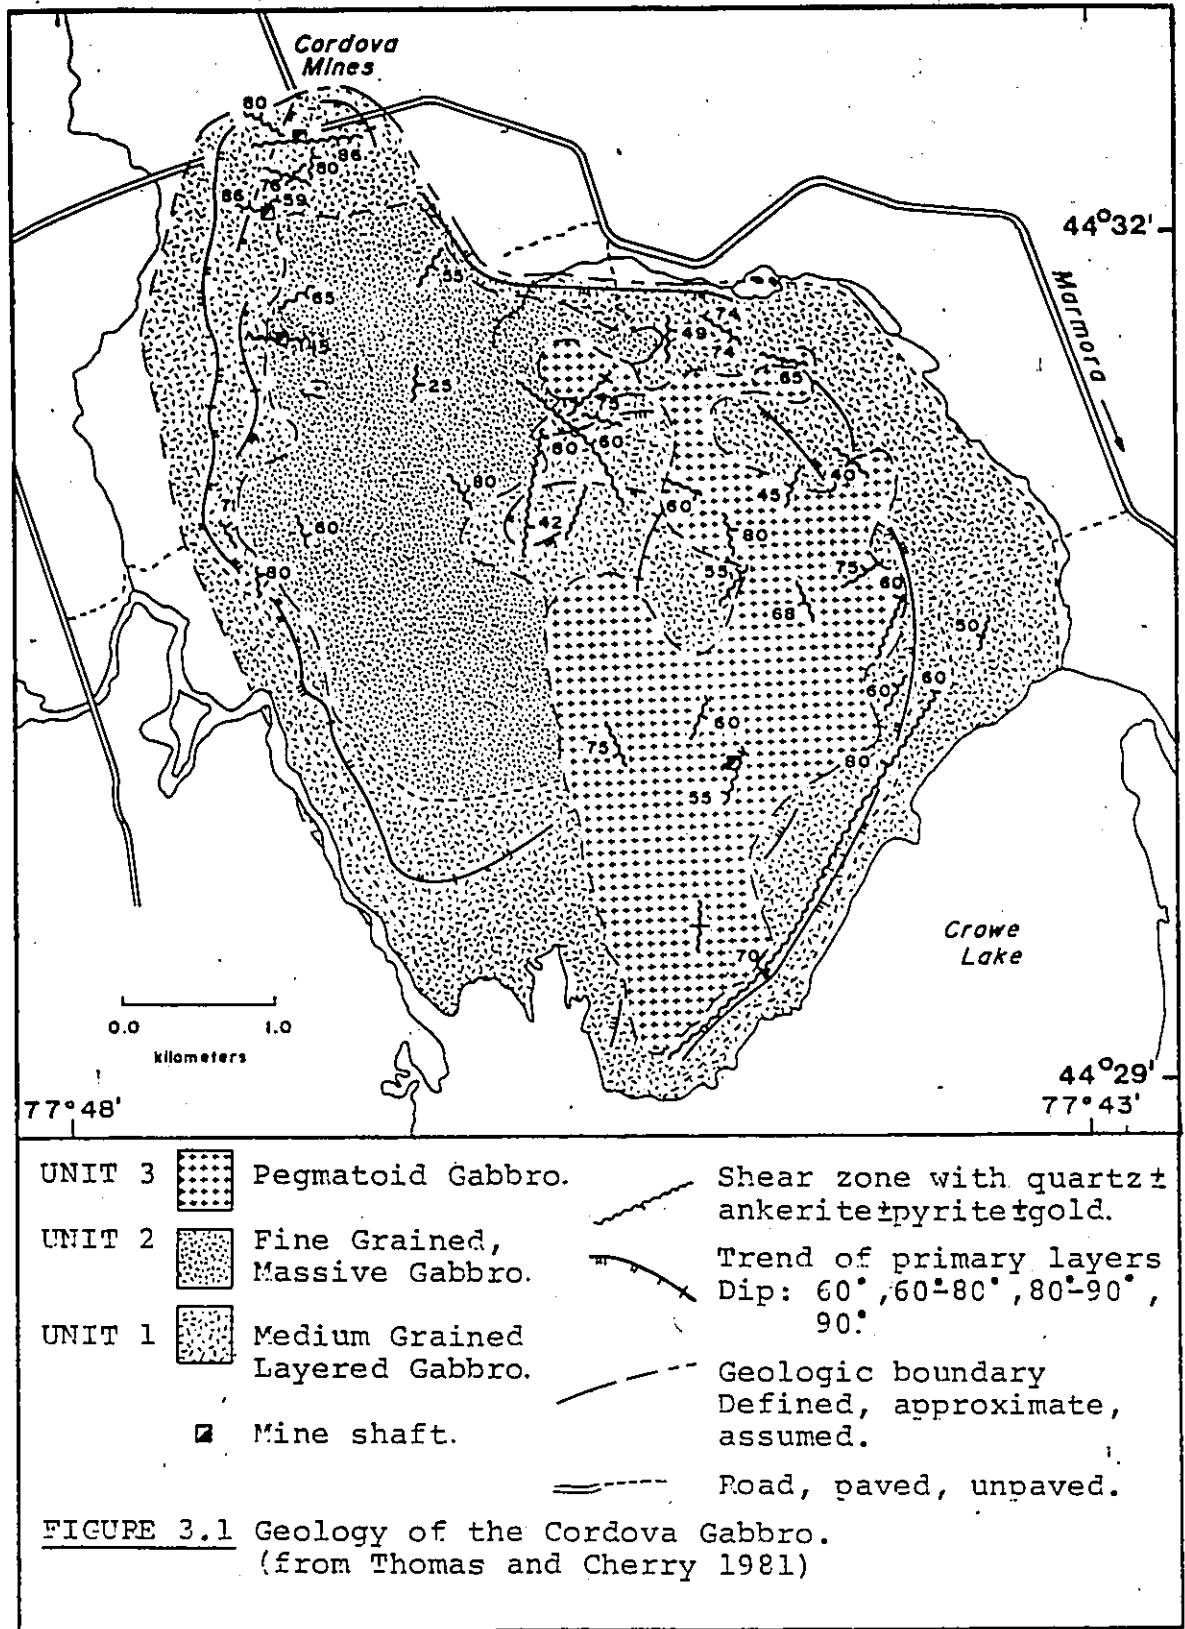 Cordova
Mines
80
86
80
76
86
59
44°32'
55
65
45
74
49
74
Marmora
65
25
75
80
60
40
80
45
60
71
60
42
80
80
55
75
60
68
50
60
60
60
75
80
55
Crowe
Lake
70
0.0
1.0
kilometers
44°29'
77°48'
77°43'
UNIT 3
Pegmatoid Gabbro.
UNIT 2
Fine Grained,
Massive Gabbro.
UNIT 1
Medium Grained
Layered Gabbro.
Mine shaft.
Shear zone with quartz±
ankerite±pyrite±gold.
Trend of primary layers
Dip: 60°,60°-80°,80°-90°,
90°.
Geologic boundary
Defined, approximate,
assumed.
Road, paved, unpaved.
FIGURE 3.1 Geology of the Cordova Gabbro.
(from Thomas and Cherry 1981)